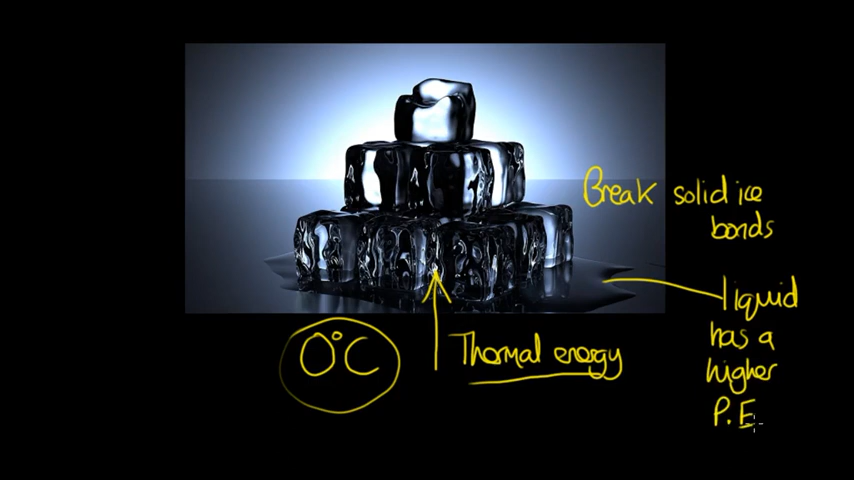 Break solid ice
bonds
liquid
has a
higher
P.E
0°C
Thermal energy